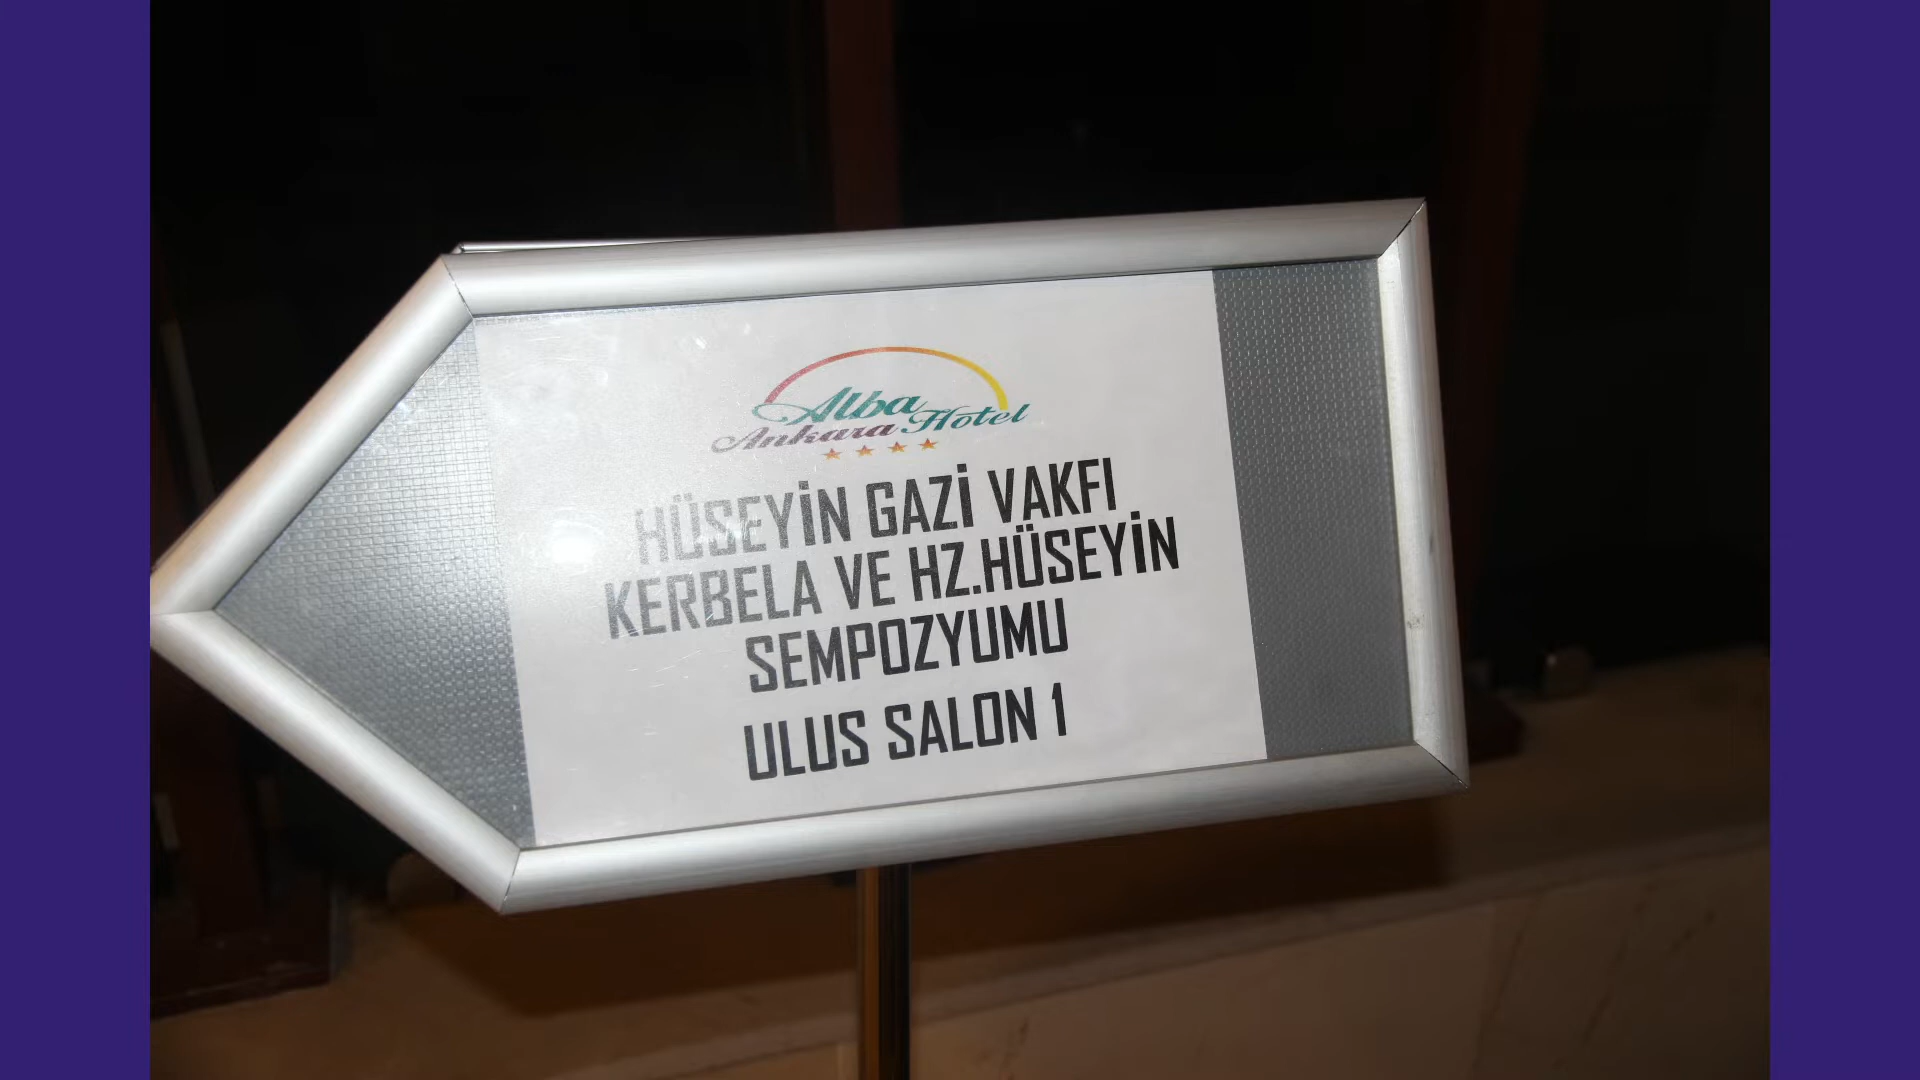 Alba
Ankara Hotel
HÜSEYİN GAZİ VAKFI
KERBELA VE HZ.HÜSEYİN
SEMPOZYUMU
ULUS SALON 1